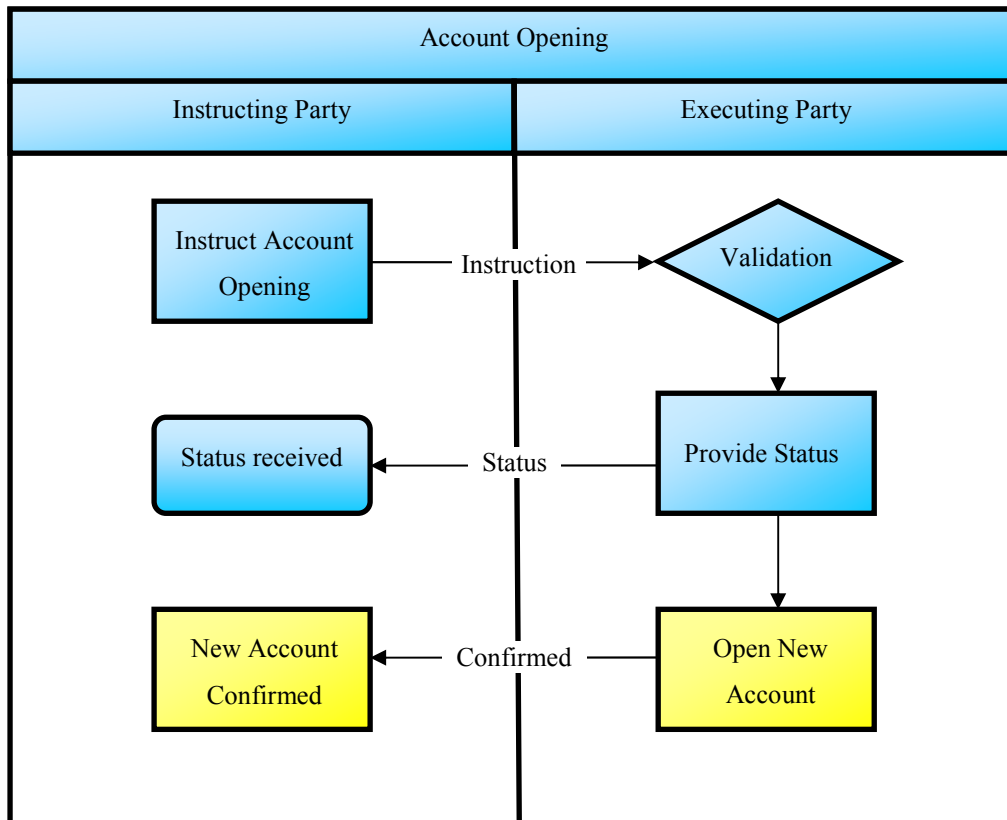 Account Opening
Instructing Party
Executing Party
Instruct Account
Opening
Instruction
Validation
Status received
Status
Provide Status
New Account
Confirmed
Confirmed
Open New
Account